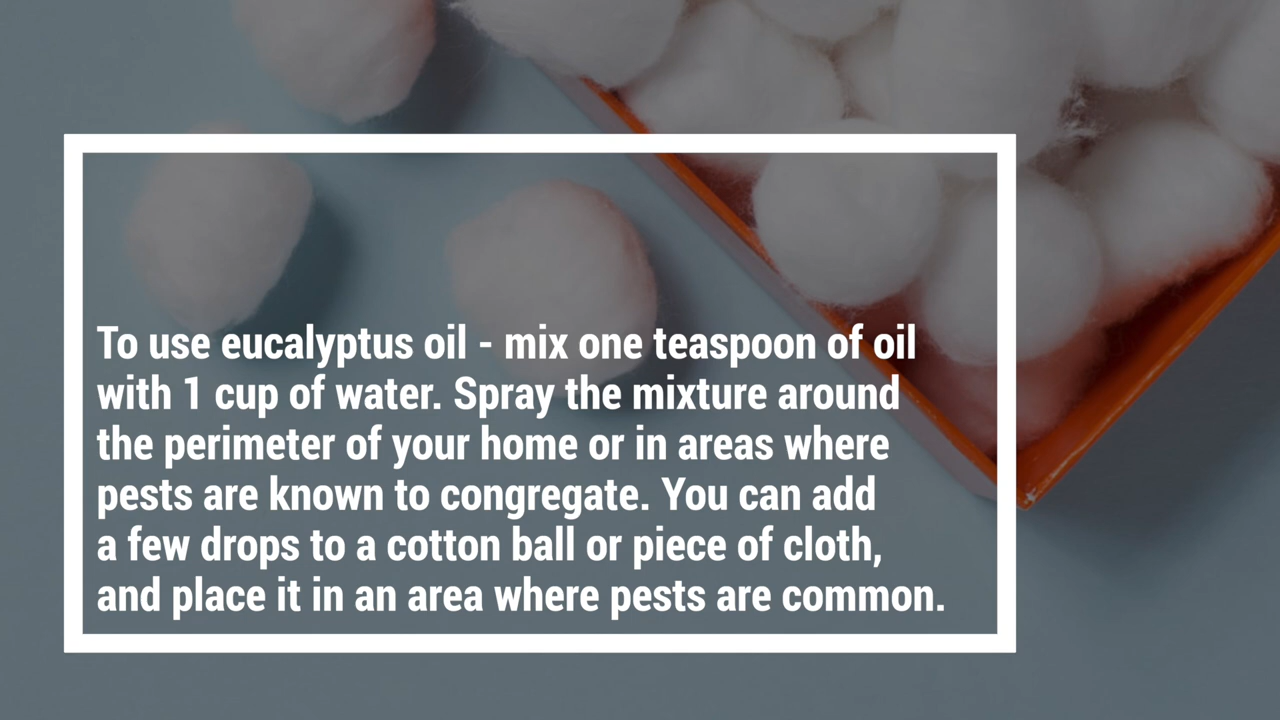 To use eucalyptus oil - mix one teaspoon of oil
with 1 cup of water. Spray the mixture around
the perimeter of your home or in areas where
pests are known to congregate. You can add
a few drops to a cotton ball or piece of cloth,
and place it in an area where pests are common.